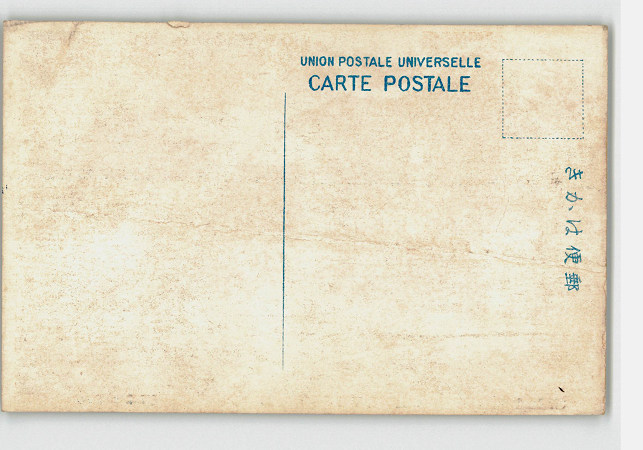 UNION POSTALE UNIVERSELLE
CARTE POSTALE
郵便はかき